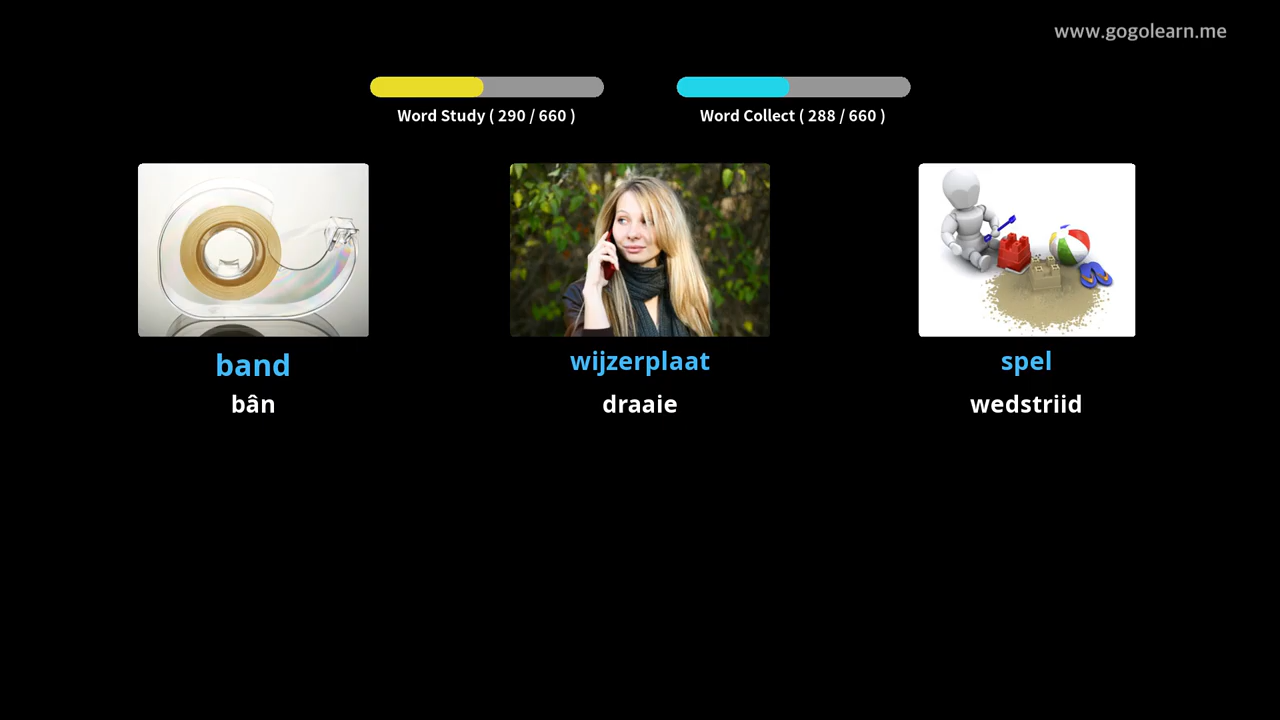 www.gogolearn.me
Word Study ( 290 / 660 )
Word Collect ( 288 / 660 )
band
wijzerplaat
spel
bân
draaie
wedstriid